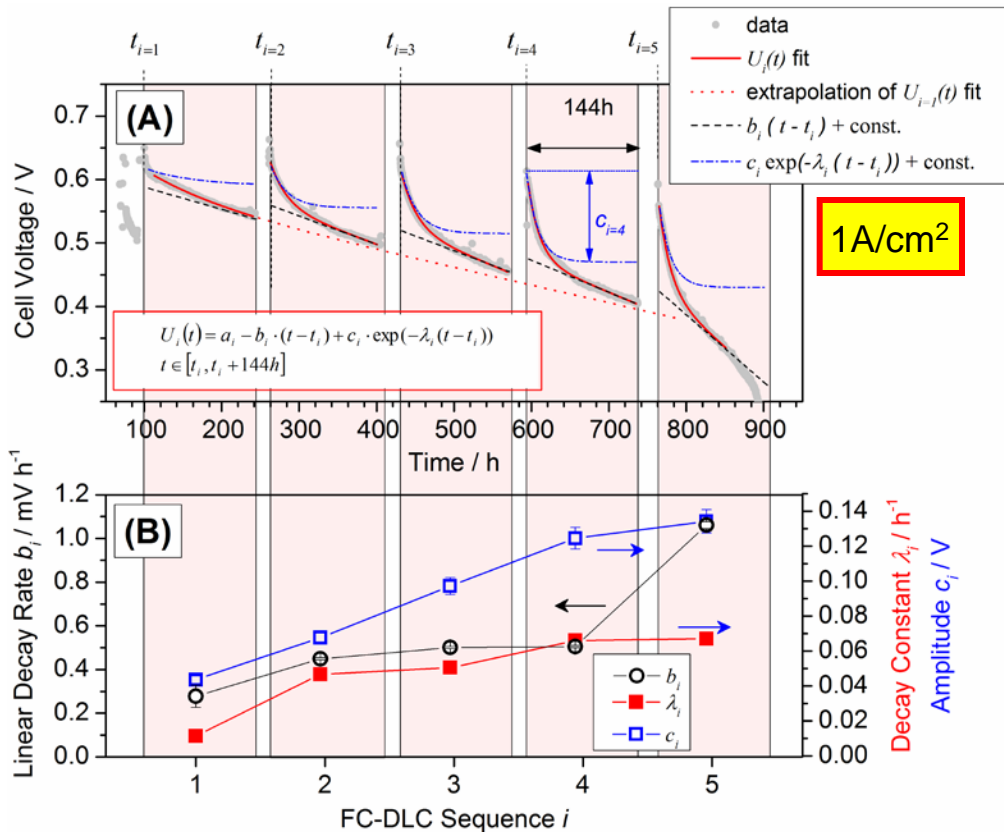 t_{i=1}
t_{i=2}
t_{i=3}
t_{i=4}
t_{i=5}
data
U_i(t) fit
extrapolation of U_{i=1}(t) fit
b_i ( t - t_i ) + const.
c_i exp(-λ_i ( t - t_i )) + const.
(A)
144h
c_{i=4}
1A/cm²
Cell Voltage / V
0.7
0.6
0.5
0.4
0.3
U_i(t) = a_i − b_i · (t − t_i) + c_i · exp(−λ_i (t − t_i))
t ∈ [t_i, t_i + 144h]
100 200 300 400 500 600 700 800 900
Time / h
(B)
Linear Decay Rate b_i / mV h⁻¹
1.2
1.0
0.8
0.6
0.4
0.2
0.0
0.14
0.12
0.10
0.08
0.06
0.04
0.02
0.00
Decay Constant λ_i / h⁻¹
Amplitude c_i / V
b_i
λ_i
c_i
1 2 3 4 5
FC-DLC Sequence i